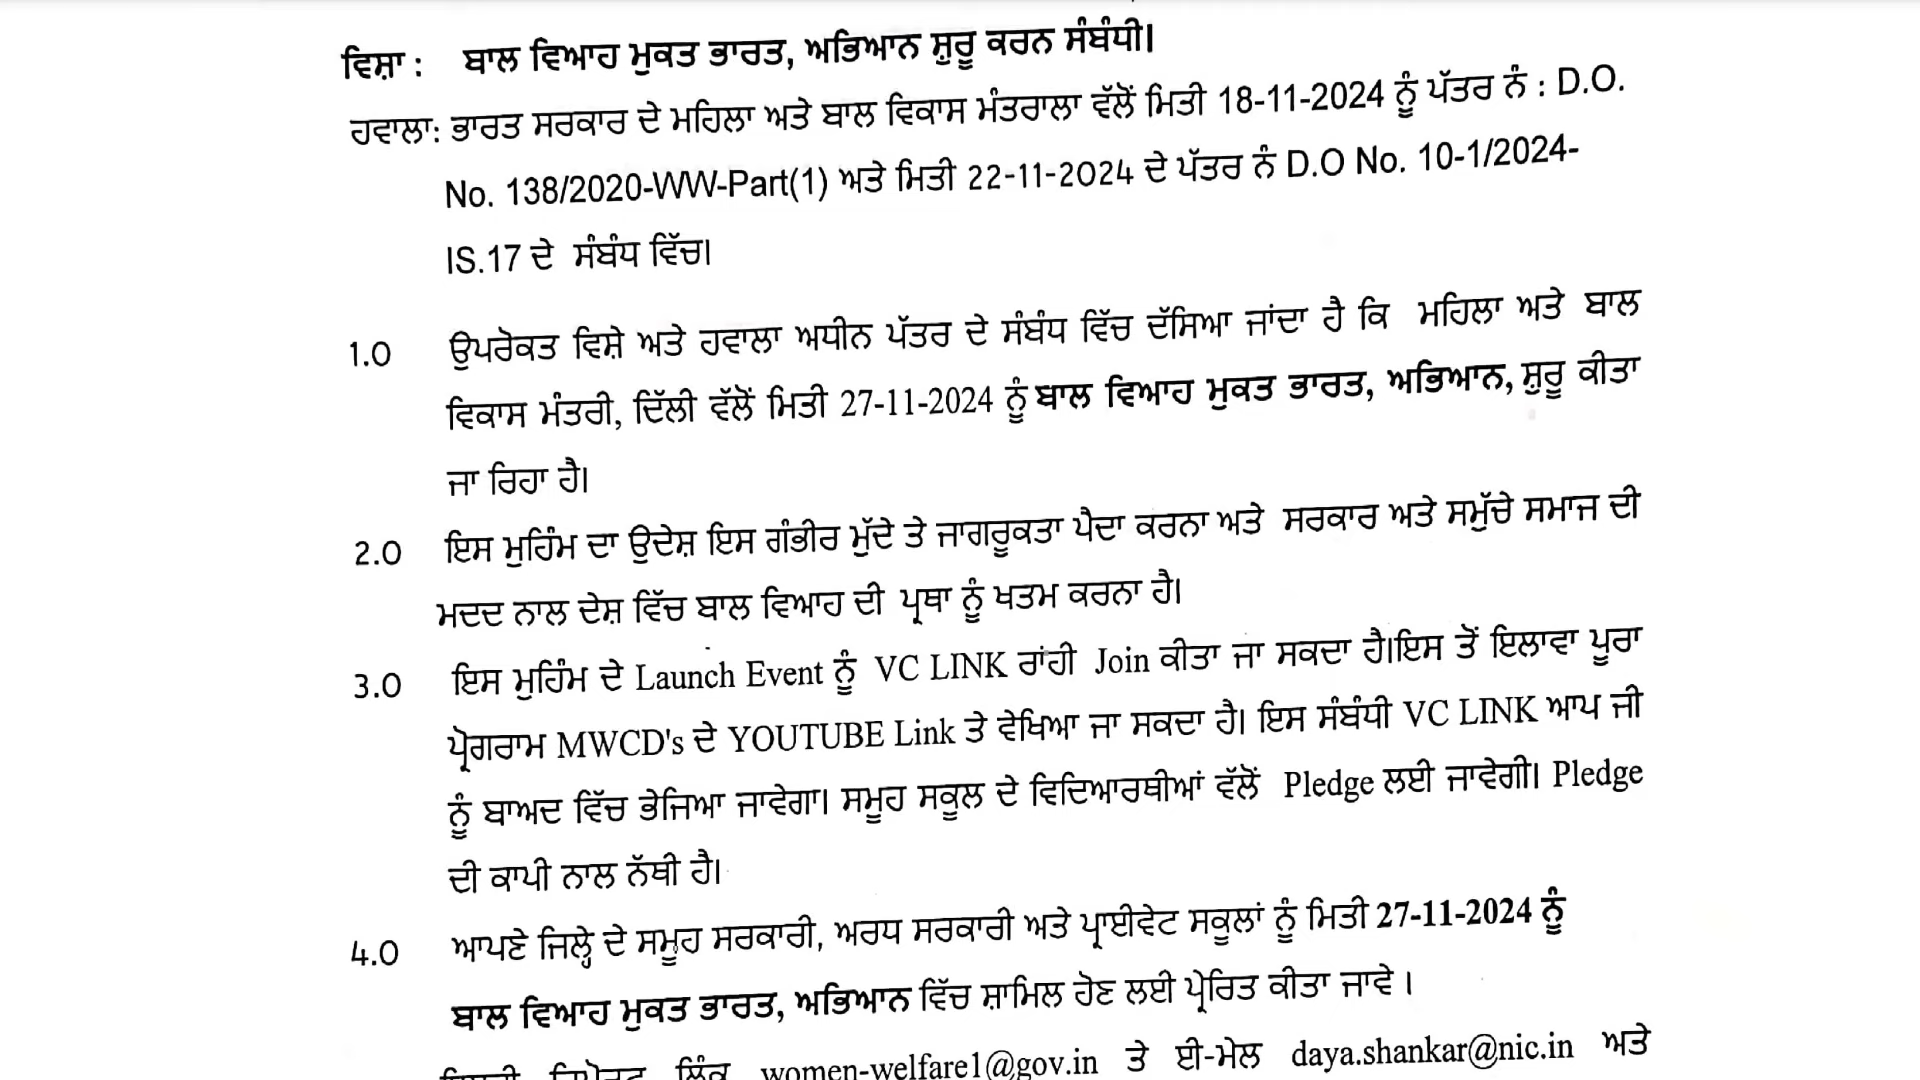 ਵਿਸ਼ਾ : ਬਾਲ ਵਿਆਹ ਮੁਕਤ ਭਾਰਤ, ਅਭਿਆਨ ਸ਼ੁਰੂ ਕਰਨ ਸੰਬੰਧੀ।
ਹਵਾਲਾ: ਭਾਰਤ ਸਰਕਾਰ ਦੇ ਮਹਿਲਾ ਅਤੇ ਬਾਲ ਵਿਕਾਸ ਮੰਤਰਾਲਾ ਵੱਲੋਂ ਮਿਤੀ 18-11-2024 ਨੂੰ ਪੱਤਰ ਨੰ : D.O.
No. 138/2020-WW-Part(1) ਅਤੇ ਮਿਤੀ 22-11-2024 ਦੇ ਪੱਤਰ ਨੰ D.O No. 10-1/2024-
IS.17 ਦੇ ਸੰਬੰਧ ਵਿੱਚ।
1.0 ਉਪਰੋਕਤ ਵਿਸ਼ੇ ਅਤੇ ਹਵਾਲਾ ਅਧੀਨ ਪੱਤਰ ਦੇ ਸੰਬੰਧ ਵਿੱਚ ਦੱਸਿਆ ਜਾਂਦਾ ਹੈ ਕਿ ਮਹਿਲਾ ਅਤੇ ਬਾਲ
ਵਿਕਾਸ ਮੰਤਰੀ, ਦਿੱਲੀ ਵੱਲੋਂ ਮਿਤੀ 27-11-2024 ਨੂੰ ਬਾਲ ਵਿਆਹ ਮੁਕਤ ਭਾਰਤ, ਅਭਿਆਨ, ਸ਼ੁਰੂ ਕੀਤਾ
ਜਾ ਰਿਹਾ ਹੈ।
2.0 ਇਸ ਮੁਹਿੰਮ ਦਾ ਉਦੇਸ਼ ਇਸ ਗੰਭੀਰ ਮੁੱਦੇ ਤੇ ਜਾਗਰੂਕਤਾ ਪੈਦਾ ਕਰਨਾ ਅਤੇ ਸਰਕਾਰ ਅਤੇ ਸਮੁੱਚੇ ਸਮਾਜ ਦੀ
ਮਦਦ ਨਾਲ ਦੇਸ਼ ਵਿੱਚ ਬਾਲ ਵਿਆਹ ਦੀ ਪ੍ਰਥਾ ਨੂੰ ਖਤਮ ਕਰਨਾ ਹੈ।
3.0 ਇਸ ਮੁਹਿੰਮ ਦੇ Launch Event ਨੂੰ VC LINK ਰਾਂਹੀ Join ਕੀਤਾ ਜਾ ਸਕਦਾ ਹੈ।ਇਸ ਤੋਂ ਇਲਾਵਾ ਪੂਰਾ
ਪ੍ਰੋਗਰਾਮ MWCD's ਦੇ YOUTUBE Link ਤੇ ਵੇਖਿਆ ਜਾ ਸਕਦਾ ਹੈ। ਇਸ ਸੰਬੰਧੀ VC LINK ਆਪ ਜੀ
ਨੂੰ ਬਾਅਦ ਵਿੱਚ ਭੇਜਿਆ ਜਾਵੇਗਾ। ਸਮੂਹ ਸਕੂਲ ਦੇ ਵਿਦਿਆਰਥੀਆਂ ਵੱਲੋਂ Pledge ਲਈ ਜਾਵੇਗੀ। Pledge
ਦੀ ਕਾਪੀ ਨਾਲ ਨੱਥੀ ਹੈ।
4.0 ਆਪਣੇ ਜਿਲ੍ਹੇ ਦੇ ਸਮੂਹ ਸਰਕਾਰੀ, ਅਰਧ ਸਰਕਾਰੀ ਅਤੇ ਪ੍ਰਾਈਵੇਟ ਸਕੂਲਾਂ ਨੂੰ ਮਿਤੀ 27-11-2024 ਨੂੰ
ਬਾਲ ਵਿਆਹ ਮੁਕਤ ਭਾਰਤ, ਅਭਿਆਨ ਵਿੱਚ ਸ਼ਾਮਿਲ ਹੋਣ ਲਈ ਪ੍ਰੇਰਿਤ ਕੀਤਾ ਜਾਵੇ ।
ਲਿੰਕ women-welfare1@gov.in ਤੇ ਈ-ਮੇਲ daya.shankar@nic.in ਅਤੇ